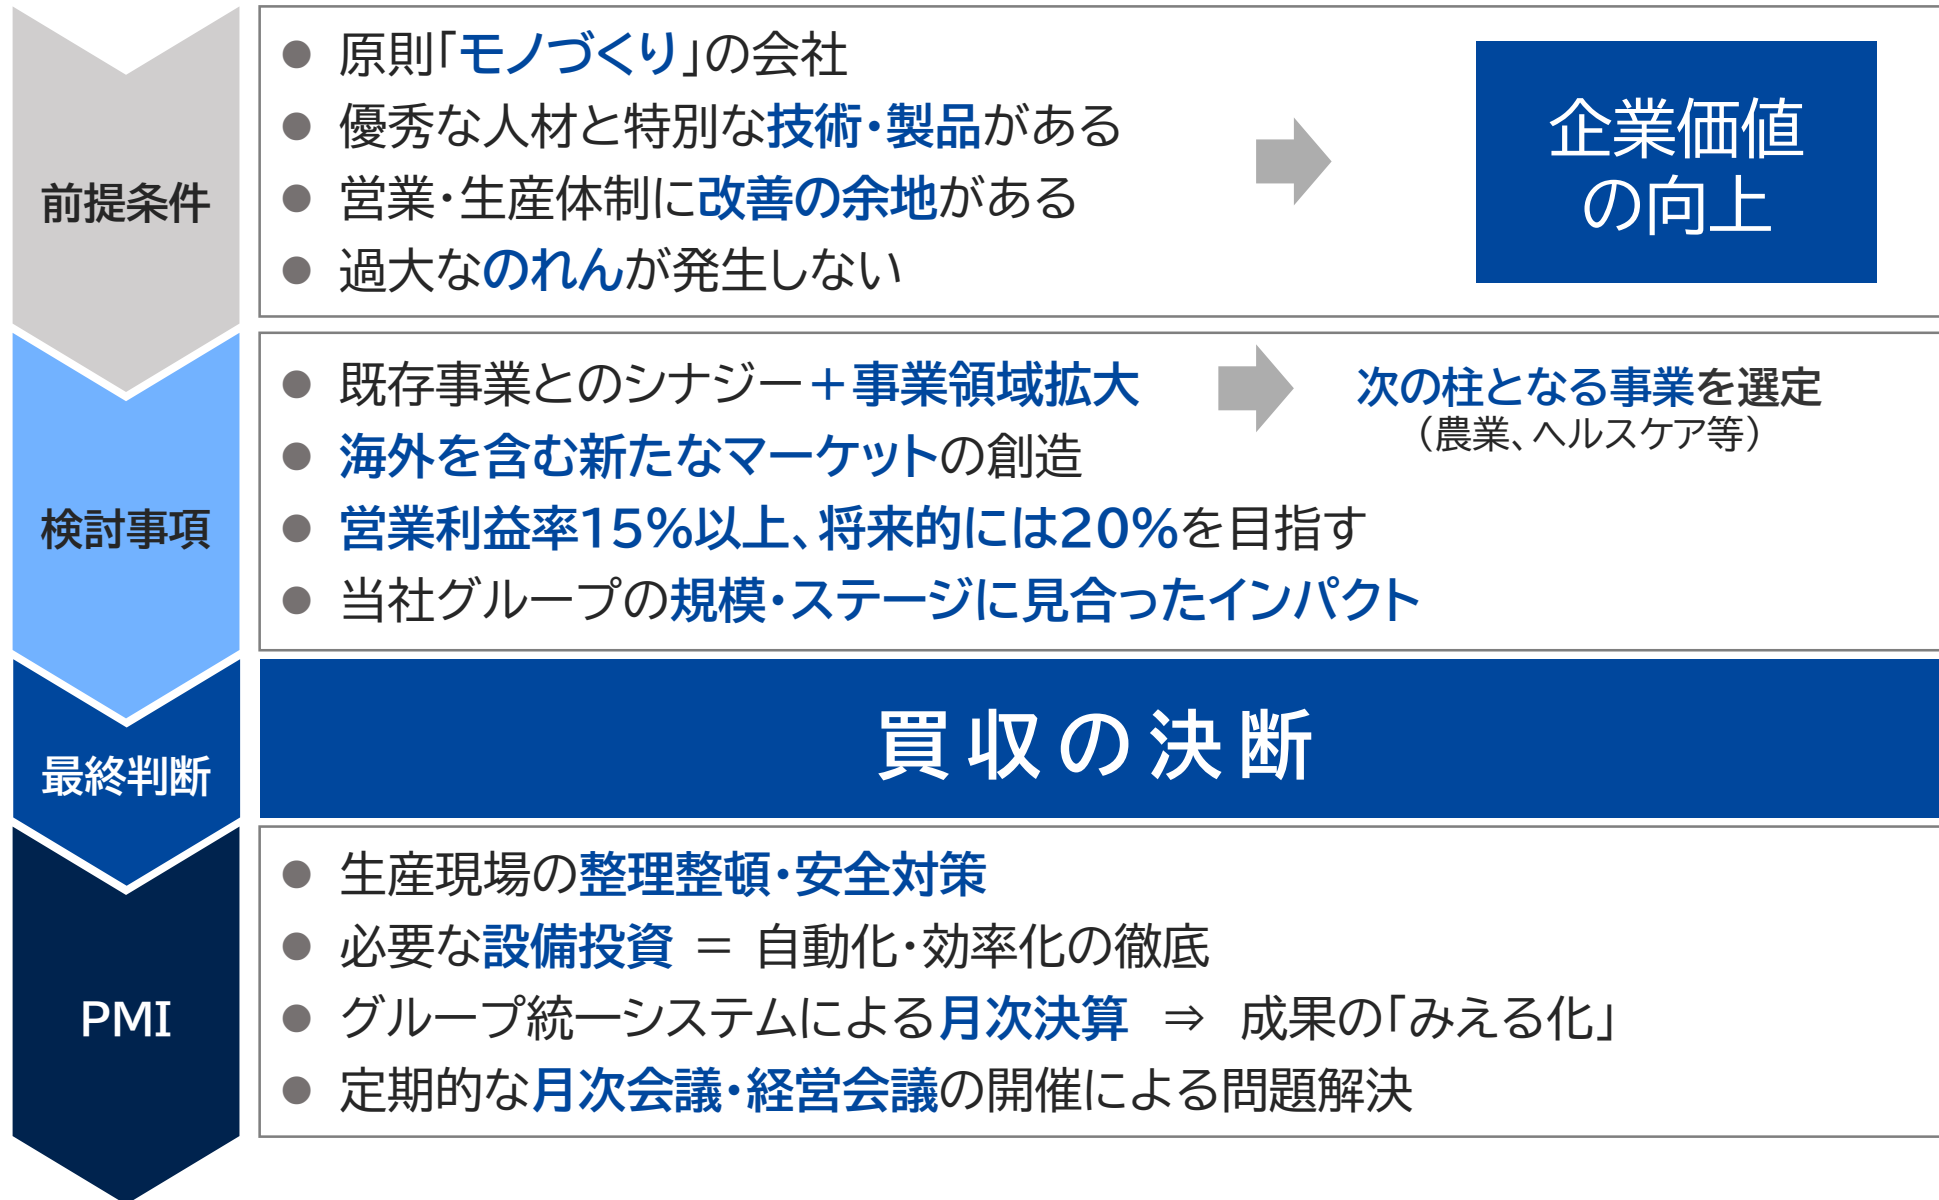 前提条件
● 原則「モノづくり」の会社
● 優秀な人材と特別な技術・製品がある
● 営業・生産体制に改善の余地がある
● 過大なのれんが発生しない
企業価値
の向上
検討事項
● 既存事業とのシナジー＋事業領域拡大
● 海外を含む新たなマーケットの創造
● 営業利益率15%以上、将来的には20%を目指す
● 当社グループの規模・ステージに見合ったインパクト
次の柱となる事業を選定
（農業、ヘルスケア等）
最終判断
買収の決断
PMI
● 生産現場の整理整頓・安全対策
● 必要な設備投資 ＝ 自動化・効率化の徹底
● グループ統一システムによる月次決算 ⇒ 成果の「みえる化」
● 定期的な月次会議・経営会議の開催による問題解決